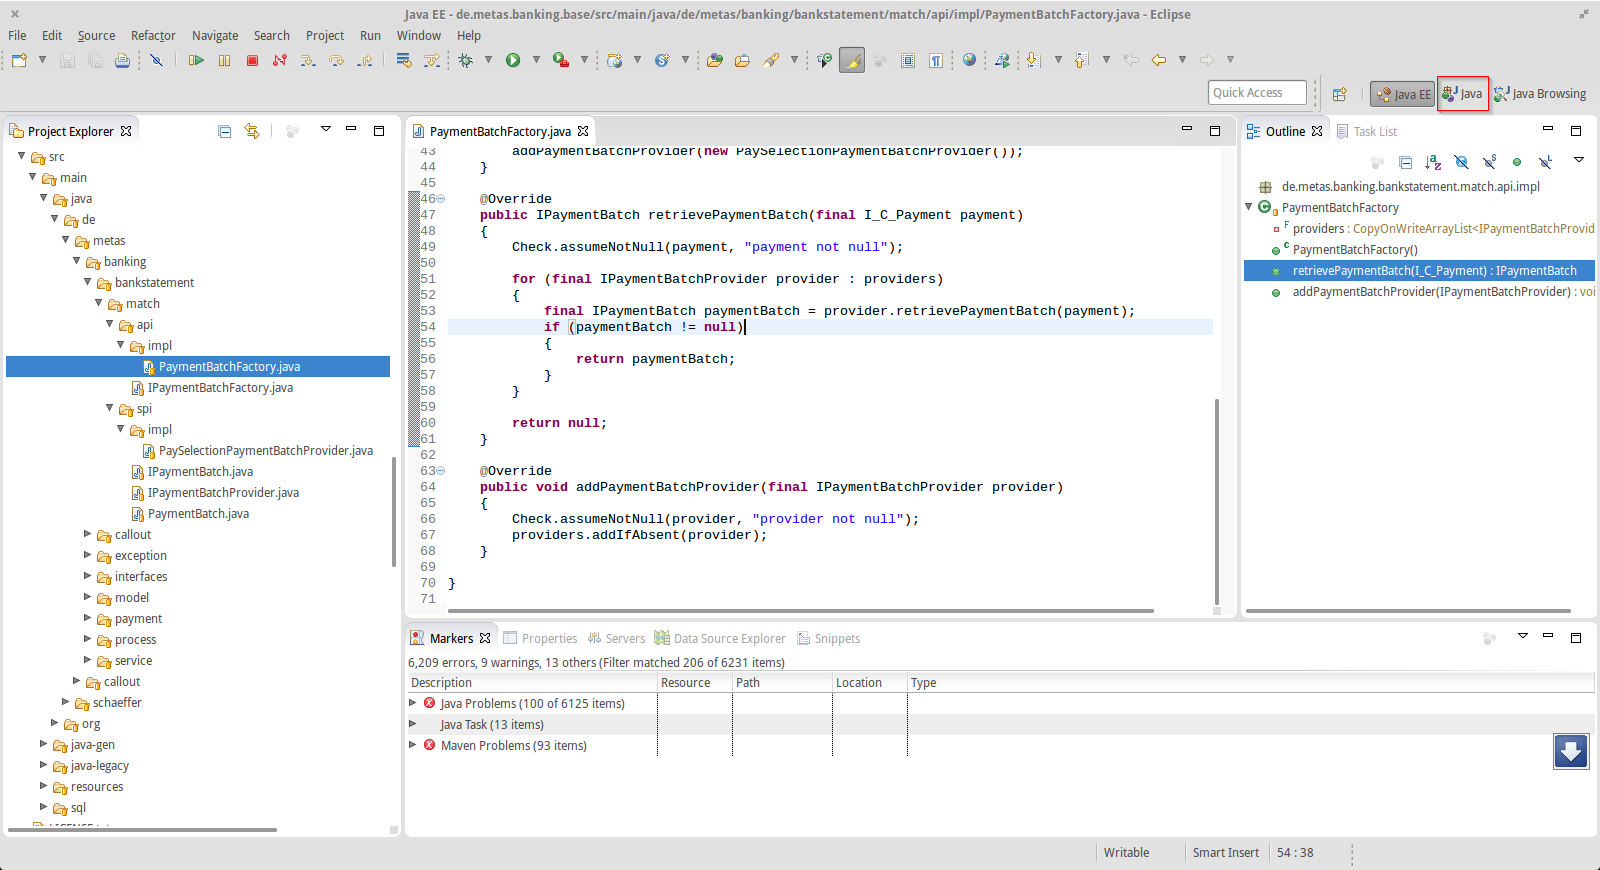 Java EE - de.metas.banking.base/src/main/java/de/metas/banking/bankstatement/match/api/impl/PaymentBatchFactory.java - Eclipse
File Edit Source Refactor Navigate Search Project Run Window Help
Quick Access Java EE Java Java Browsing
Project Explorer
src
main
java
de
metas
banking
bankstatement
match
api
impl
PaymentBatchFactory.java
IPaymentBatchFactory.java
spi
impl
PaySelectionPaymentBatchProvider.java
IPaymentBatch.java
IPaymentBatchProvider.java
PaymentBatch.java
callout
exception
interfaces
model
payment
process
service
callout
schaeffer
org
java-gen
java-legacy
resources
sql
PaymentBatchFactory.java
43 addPaymentBatchProvider(new PaySelectionPaymentBatchProvider());
44 }
45
46 @Override
47 public IPaymentBatch retrievePaymentBatch(final I_C_Payment payment)
48 {
49 Check.assumeNotNull(payment, "payment not null");
50
51 for (final IPaymentBatchProvider provider : providers)
52 {
53 final IPaymentBatch paymentBatch = provider.retrievePaymentBatch(payment);
54 if (paymentBatch != null)
55 {
56 return paymentBatch;
57 }
58 }
59
60 return null;
61 }
62
63 @Override
64 public void addPaymentBatchProvider(final IPaymentBatchProvider provider)
65 {
66 Check.assumeNotNull(provider, "provider not null");
67 providers.addIfAbsent(provider);
68 }
69
70 }
71
Outline Task List
de.metas.banking.bankstatement.match.api.impl
PaymentBatchFactory
providers : CopyOnWriteArrayList<IPaymentBatchProvid
PaymentBatchFactory()
retrievePaymentBatch(I_C_Payment) : IPaymentBatch
addPaymentBatchProvider(IPaymentBatchProvider) : voi
Markers Properties Servers Data Source Explorer Snippets
6,209 errors, 9 warnings, 13 others (Filter matched 206 of 6231 items)
Description Resource Path Location Type
Java Problems (100 of 6125 items)
Java Task (13 items)
Maven Problems (93 items)
Writable Smart Insert 54 : 38